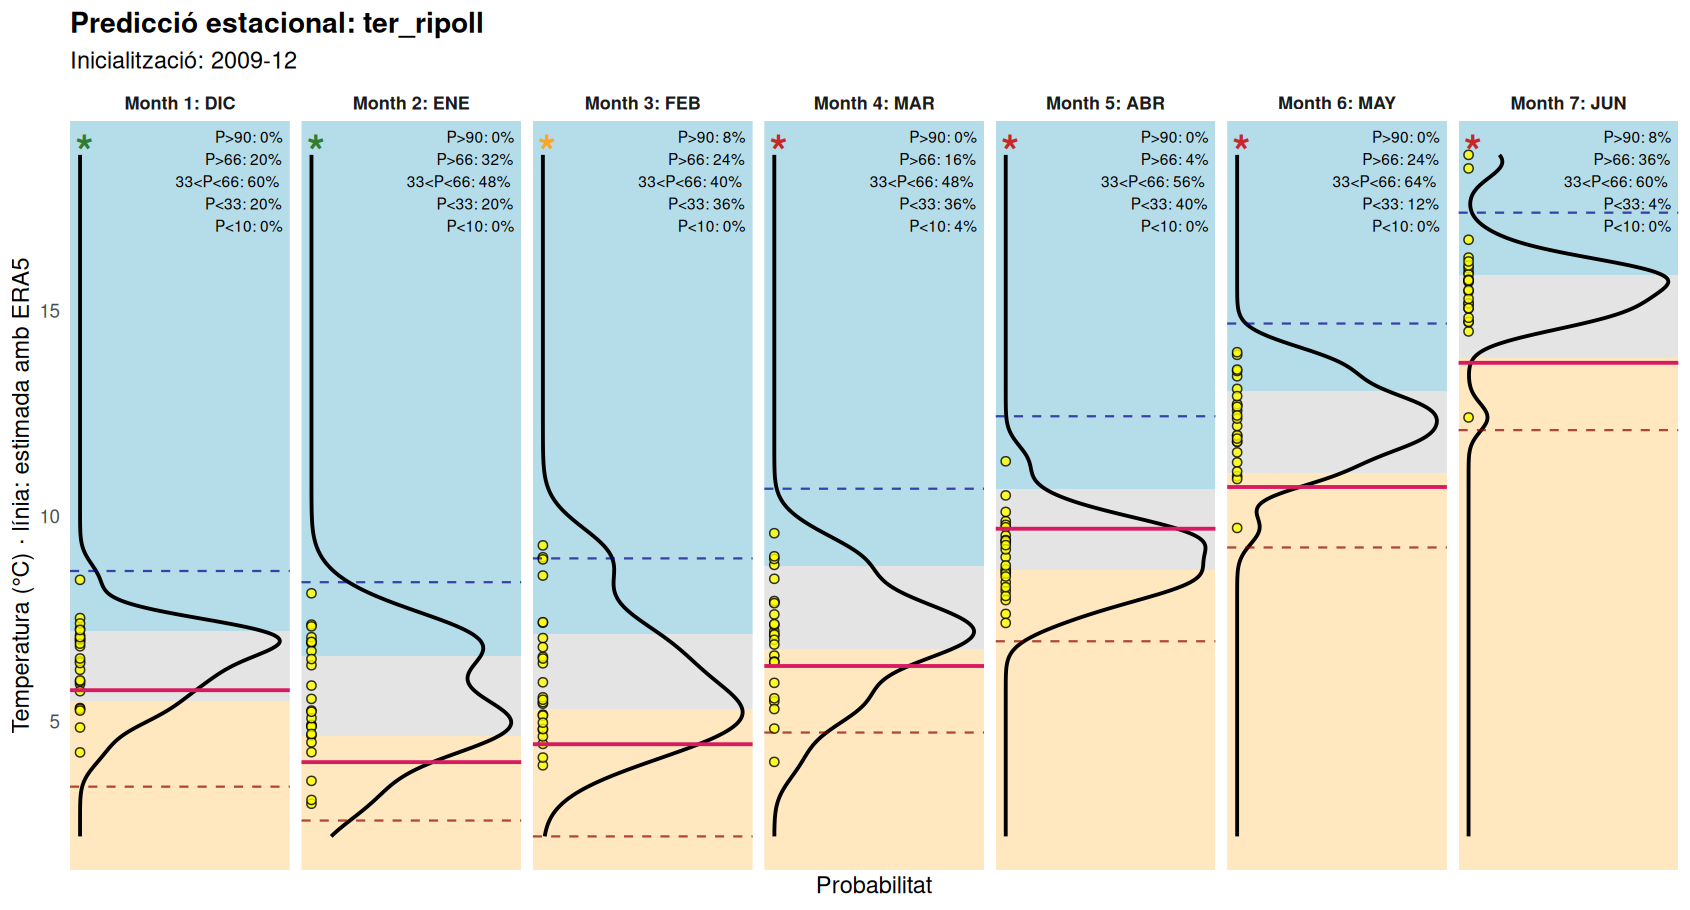 Predicció estacional: ter_ripoll
Inicialització: 2009-12
Month 1: DIC
Month 2: ENE
Month 3: FEB
Month 4: MAR
Month 5: ABR
Month 6: MAY
Month 7: JUN
*
P>90: 0%
P>66: 20%
33<P<66: 60%
P<33: 20%
P<10: 0%
*
P>90: 0%
P>66: 32%
33<P<66: 48%
P<33: 20%
P<10: 0%
*
P>90: 8%
P>66: 24%
33<P<66: 40%
P<33: 36%
P<10: 0%
*
P>90: 0%
P>66: 16%
33<P<66: 48%
P<33: 36%
P<10: 4%
*
P>90: 0%
P>66: 4%
33<P<66: 56%
P<33: 40%
P<10: 0%
*
P>90: 0%
P>66: 24%
33<P<66: 64%
P<33: 12%
P<10: 0%
*
P>90: 8%
P>66: 36%
33<P<66: 60%
P<33: 4%
P<10: 0%
Temperatura (°C) · línia: estimada amb ERA5
15
10
5
Probabilitat